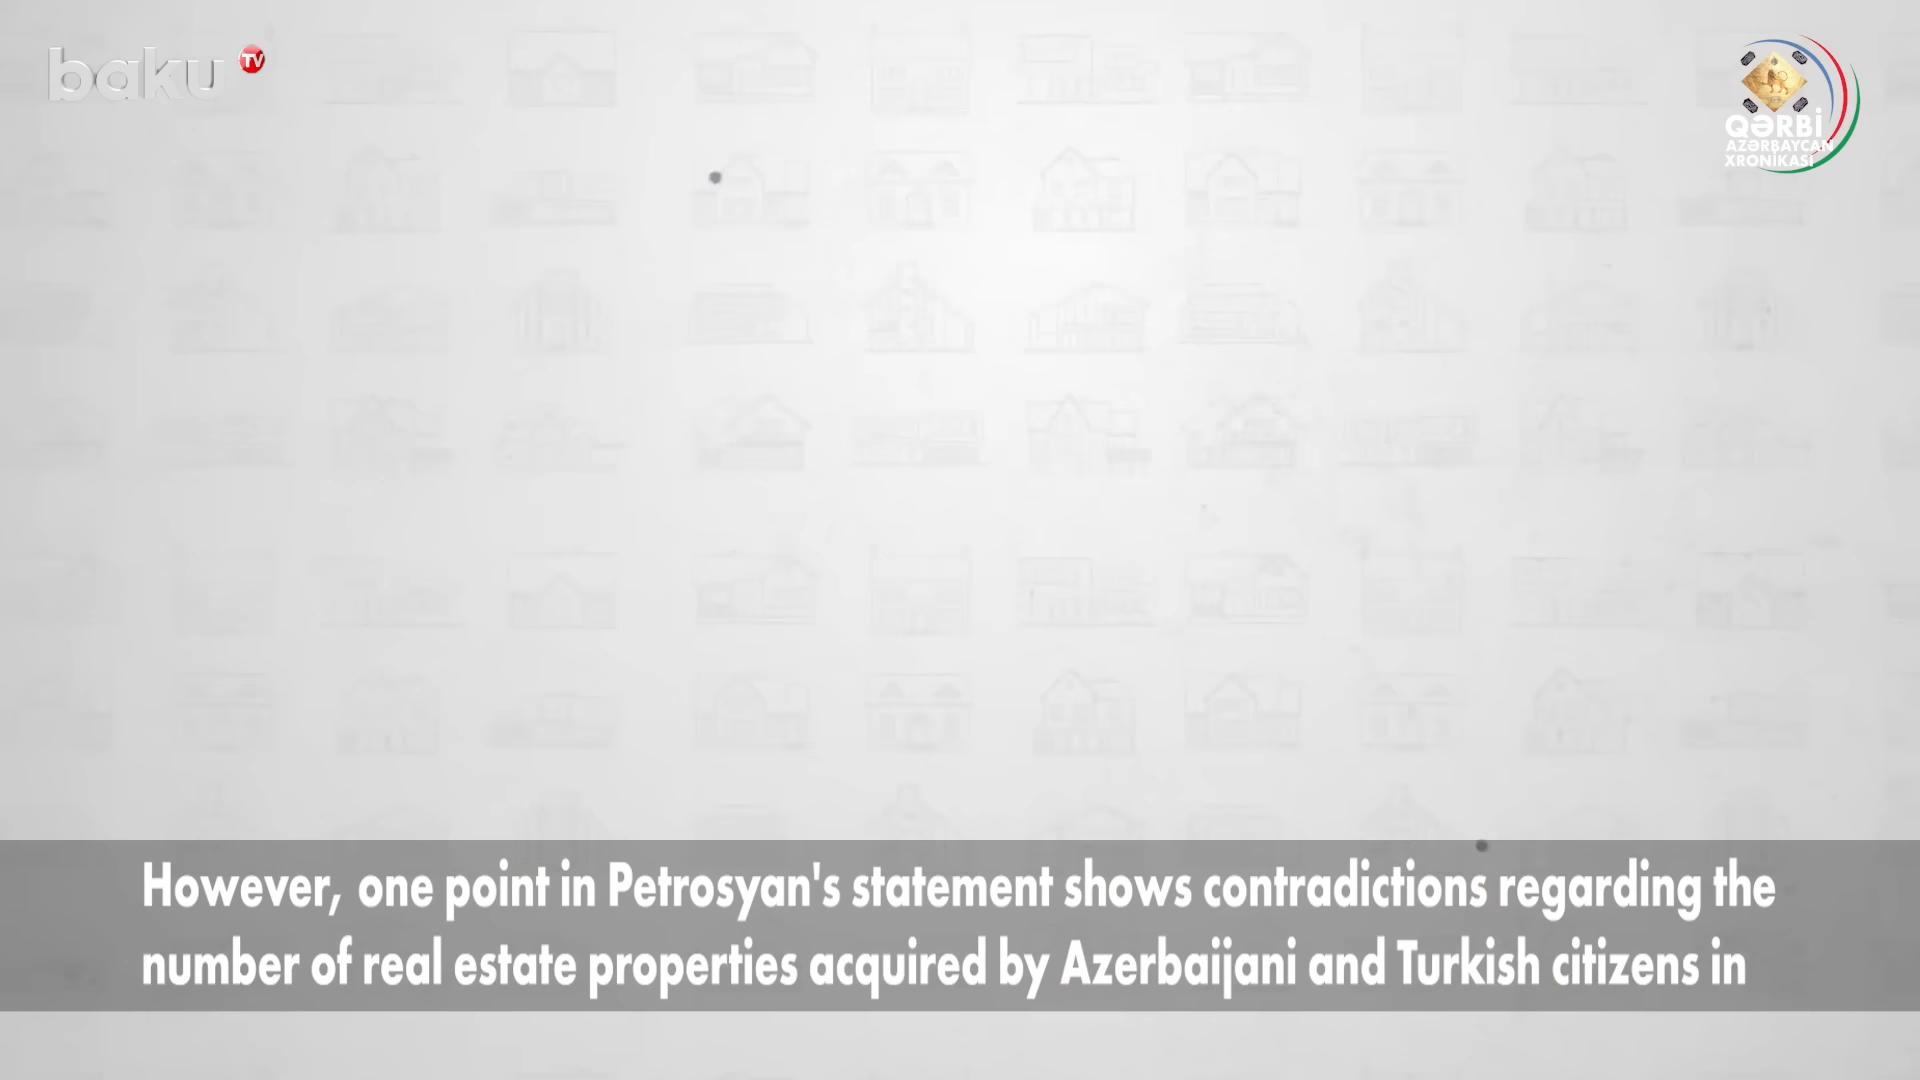 baku TV
QƏRBİ
AZƏRBAYCAN
XRONİKASI
However, one point in Petrosyan's statement shows contradictions regarding the
number of real estate properties acquired by Azerbaijani and Turkish citizens in